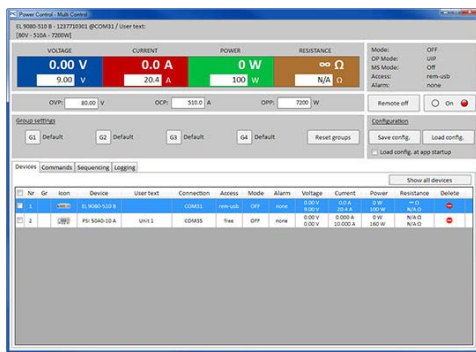 Power Control - Multi Control
EL 9080-510 B - 1237710301 @COM31 / User text:
[80V - 510A - 7200W]
VOLTAGE CURRENT POWER RESISTANCE
0.00 V 0.0 A 0 W ∞ Ω
9.00 V 20.4 A 100 W N/A Ω
Mode: OFF
OP Mode: UIP
MS Mode: Off
Access: rem-usb
Alarm: none
OVP: 80.00 V OCP: 510.0 A OPP: 7200 W
Remote off On
Group settings
G1 Default G2 Default G3 Default G4 Default Reset groups
Configuration
Save config. Load config.
Load config. at app startup
Devices Commands Sequencing Logging
Show all devices
Nr Gr Icon Device User text Connection Access Mode Alarm Voltage Current Power Resistance Delete
1 EL 9080-510 B COM31 rem-usb OFF none 0.00 V 0.0 A 0 W ∞ Ω
9.00 V 20.4 A 100 W N/A Ω
2 PSI 5040-10 A Unit 1 COM35 free OFF none 0.00 V 0.000 A 0 W N/A Ω
0.00 V 10.000 A 160 W N/A Ω